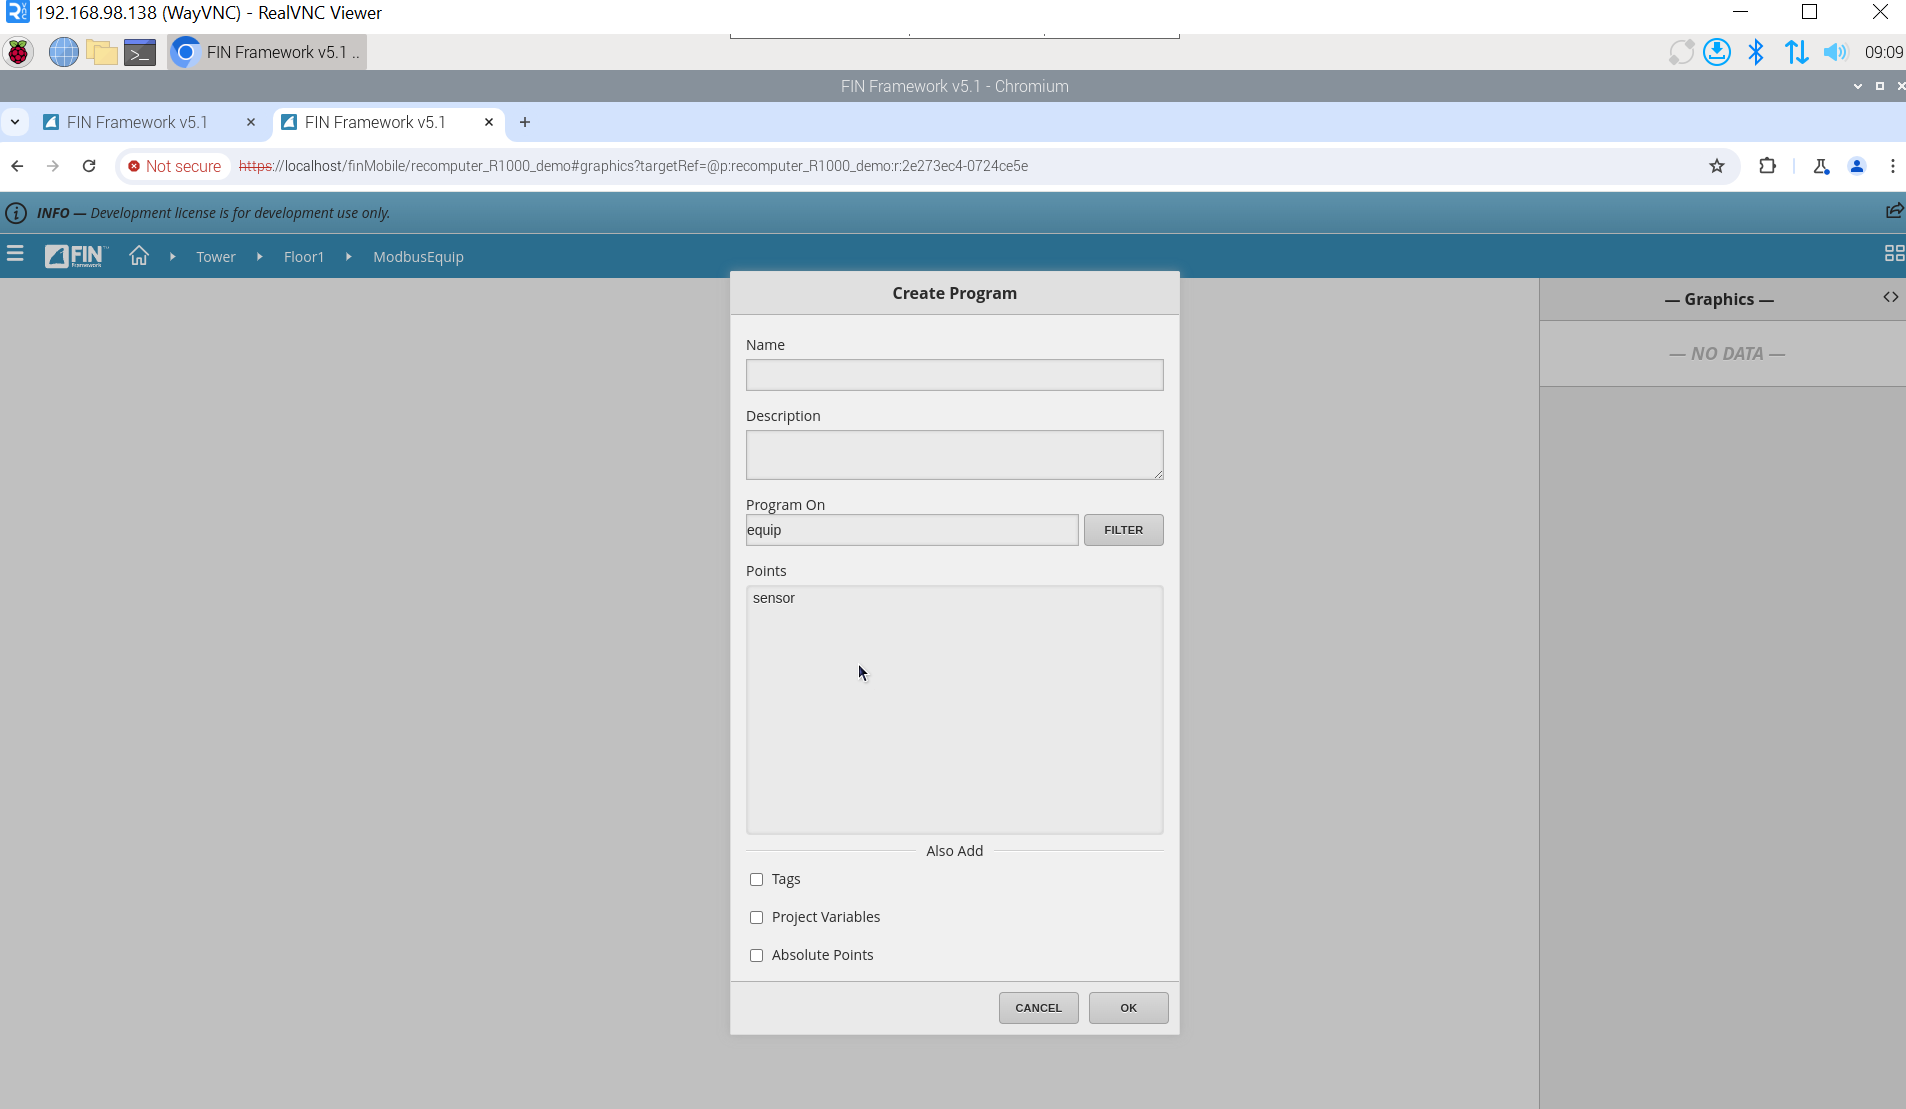 192.168.98.138 (WayVNC) - RealVNC Viewer
FIN Framework v5.1 ..
09:09
FIN Framework v5.1 - Chromium
FIN Framework v5.1
FIN Framework v5.1
Not secure https://localhost/finMobile/recomputer_R1000_demo#graphics?targetRef=@p:recomputer_R1000_demo:r:2e273ec4-0724ce5e
INFO — Development license is for development use only.
FIN Framework Tower Floor1 ModbusEquip
Create Program
— Graphics —
— NO DATA —
Name
Description
Program On
equip FILTER
Points
sensor
Also Add
Tags
Project Variables
Absolute Points
CANCEL OK